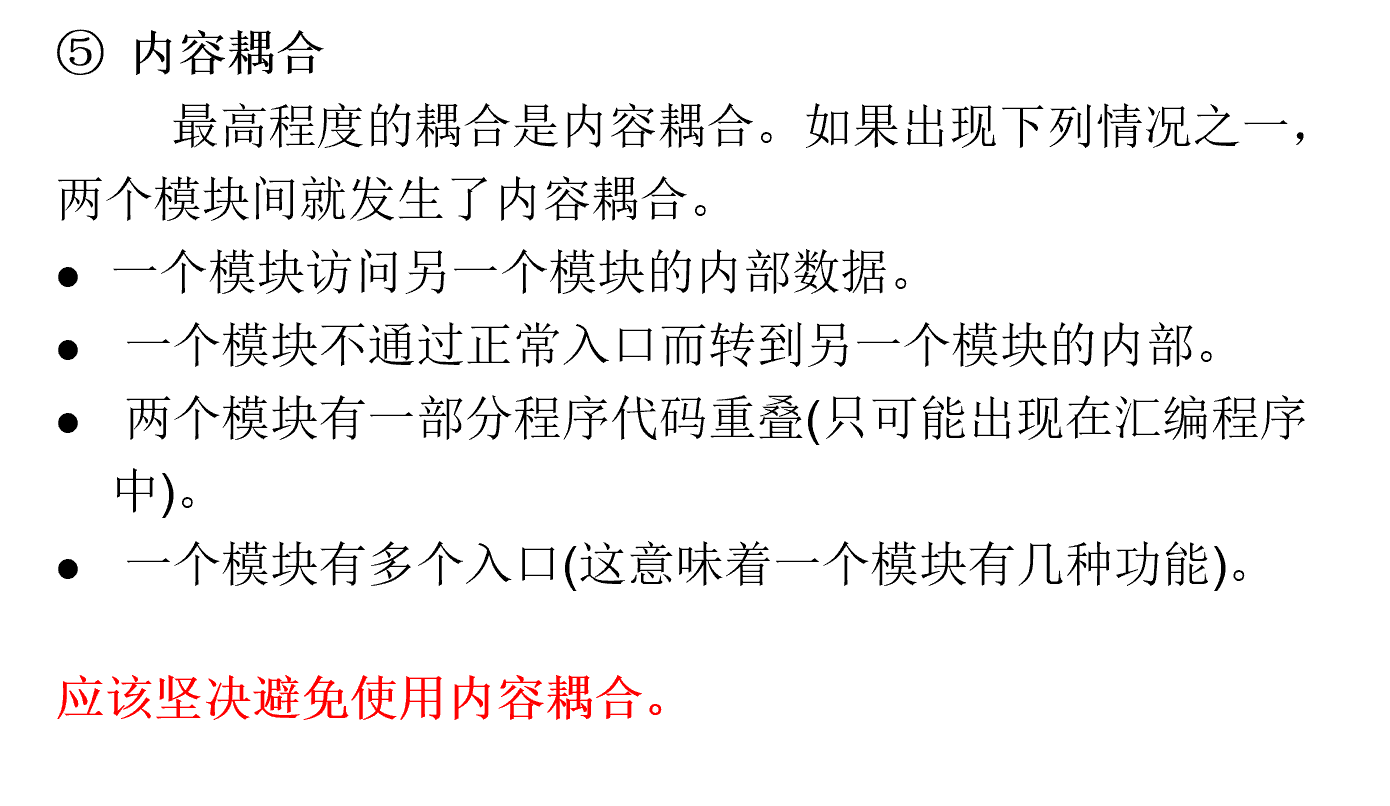 ⑤ 内容耦合
最高程度的耦合是内容耦合。如果出现下列情况之一，
两个模块间就发生了内容耦合。
● 一个模块访问另一个模块的内部数据。
● 一个模块不通过正常入口而转到另一个模块的内部。
● 两个模块有一部分程序代码重叠(只可能出现在汇编程序
中)。
● 一个模块有多个入口(这意味着一个模块有几种功能)。
应该坚决避免使用内容耦合。